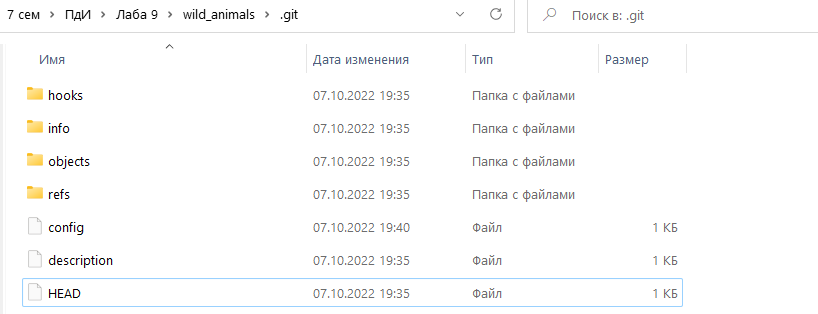 7 сем > ПдИ > Лаба 9 > wild_animals > .git Поиск в: .git
Имя Дата изменения Тип Размер
hooks 07.10.2022 19:35 Папка с файлами
info 07.10.2022 19:35 Папка с файлами
objects 07.10.2022 19:35 Папка с файлами
refs 07.10.2022 19:35 Папка с файлами
config 07.10.2022 19:40 Файл 1 КБ
description 07.10.2022 19:35 Файл 1 КБ
HEAD 07.10.2022 19:35 Файл 1 КБ